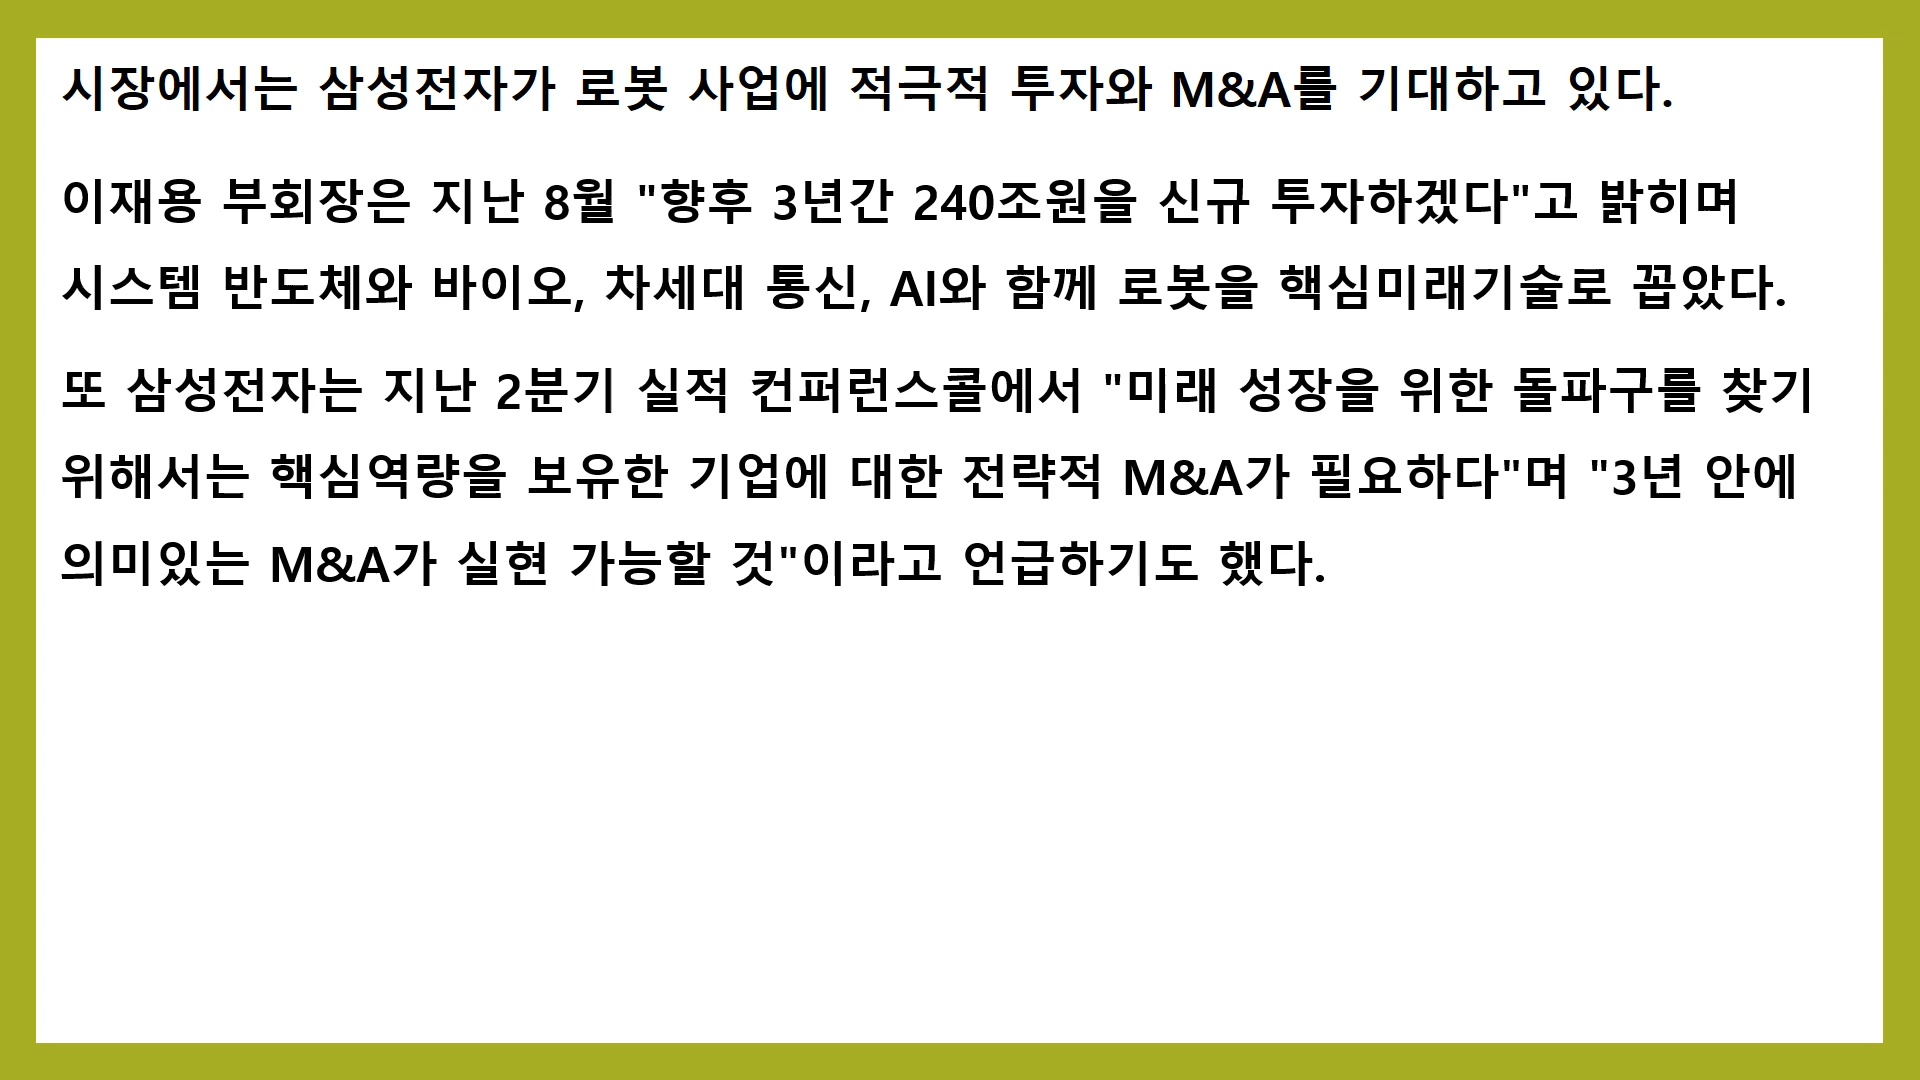 시장에서는 삼성전자가 로봇 사업에 적극적 투자와 M&A를 기대하고 있다.
이재용 부회장은 지난 8월 "향후 3년간 240조원을 신규 투자하겠다"고 밝히며
시스템 반도체와 바이오, 차세대 통신, AI와 함께 로봇을 핵심미래기술로 꼽았다.
또 삼성전자는 지난 2분기 실적 컨퍼런스콜에서 "미래 성장을 위한 돌파구를 찾기
위해서는 핵심역량을 보유한 기업에 대한 전략적 M&A가 필요하다"며 "3년 안에
의미있는 M&A가 실현 가능할 것"이라고 언급하기도 했다.